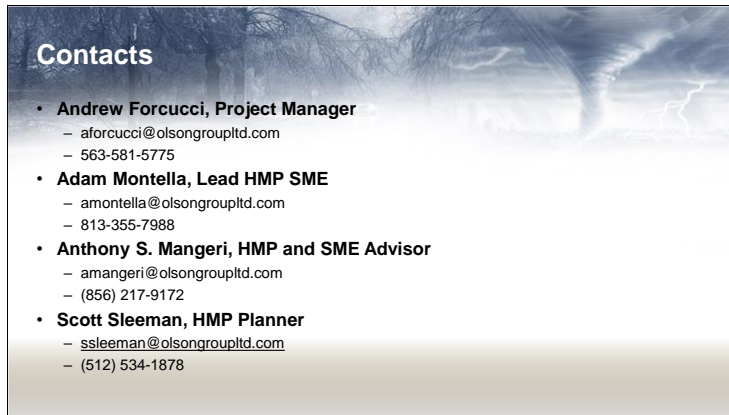 Contacts
• Andrew Forcucci, Project Manager
– aforcucci@olsongroupltd.com
– 563-581-5775
• Adam Montella, Lead HMP SME
– amontella@olsongroupltd.com
– 813-355-7988
• Anthony S. Mangeri, HMP and SME Advisor
– amangeri@olsongroupltd.com
– (856) 217-9172
• Scott Sleeman, HMP Planner
– ssleeman@olsongroupltd.com
– (512) 534-1878